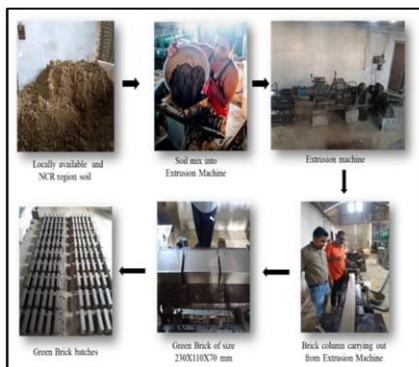 Locally available and
NCR region soil
Soil mix into
Extrusion Machine
Extrusion machine
Green Brick batches
Green Brick of size
230X110X70 mm
Brick column carrying out
from Extrusion Machine